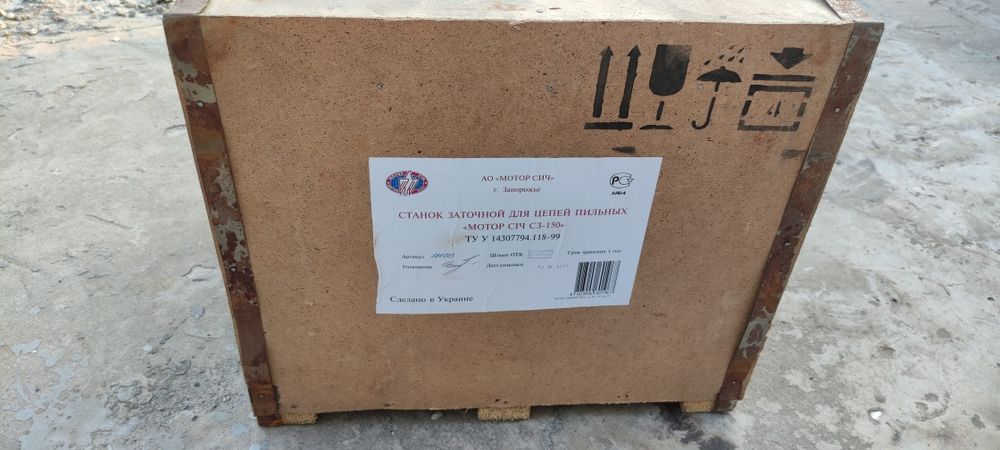 4
АО «МОТОР СИЧ»
г. Запорожье
СТАНОК ЗАТОЧНОЙ ДЛЯ ЦЕПЕЙ ПИЛЬНЫХ
«МОТОР СІЧ СЗ-150»
ТУ У 14307794.118-99
Артикул Штамп ОТК Срок хранения 1 год
Упаковщик Дата упаковки
Сделано в Украине